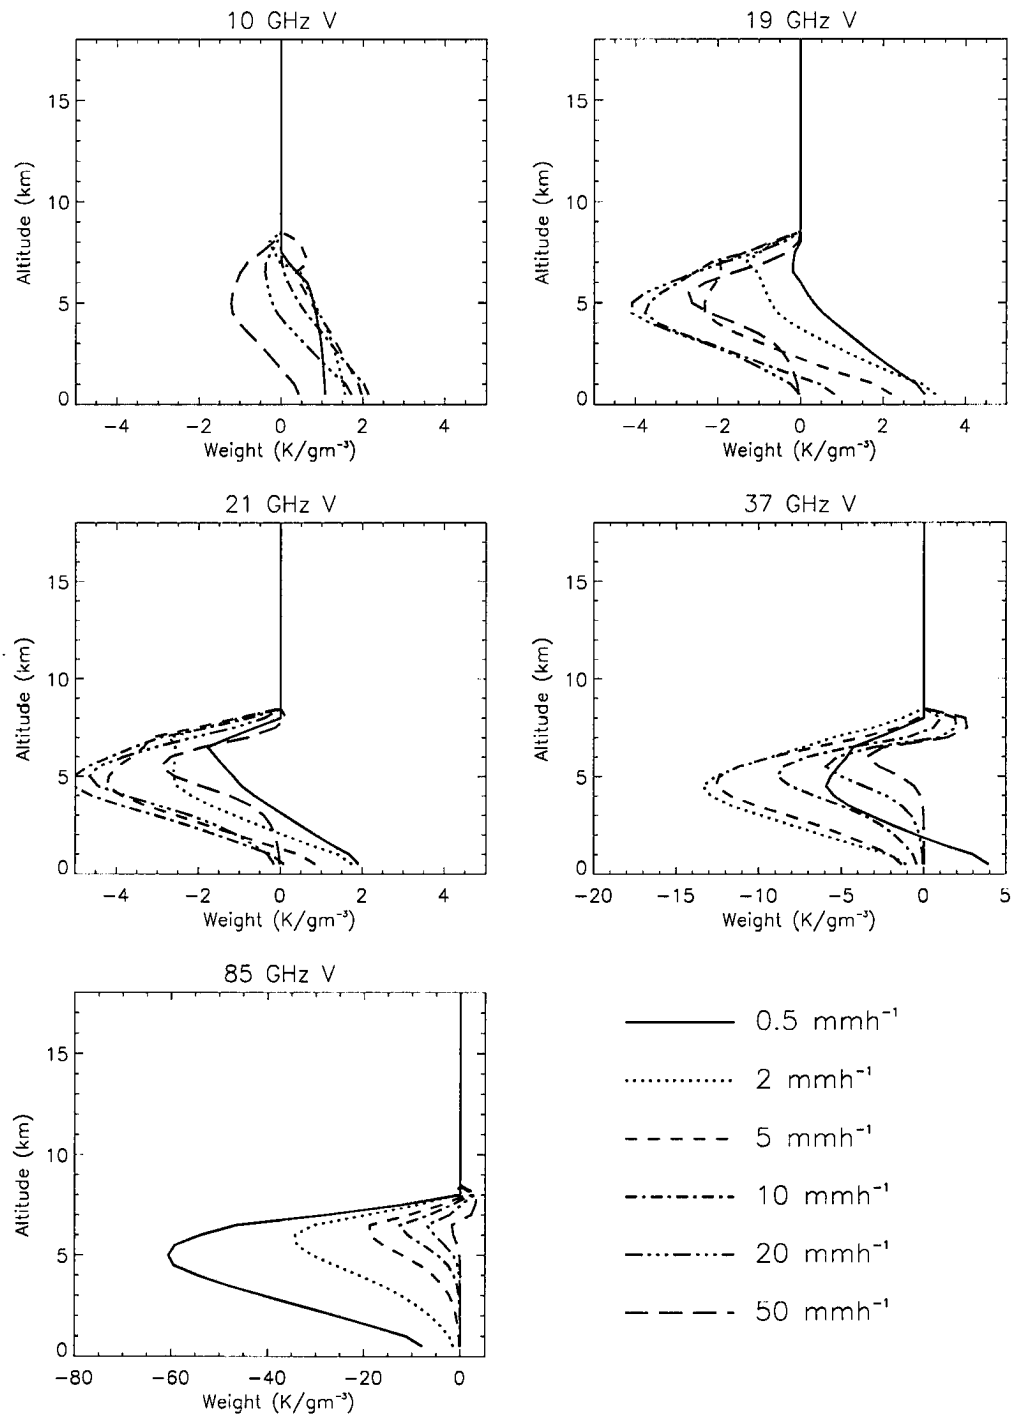 10 GHz V
15
10
5
0
Altitude (km)
−4 −2 0 2 4
Weight (K/gm⁻³)
19 GHz V
15
10
5
0
Altitude (km)
−4 −2 0 2 4
Weight (K/gm⁻³)
21 GHz V
15
10
5
0
Altitude (km)
−4 −2 0 2 4
Weight (K/gm⁻³)
37 GHz V
15
10
5
0
Altitude (km)
−20 −15 −10 −5 0 5
Weight (K/gm⁻³)
85 GHz V
15
10
5
0
Altitude (km)
−80 −60 −40 −20 0
Weight (K/gm⁻³)
0.5 mmh⁻¹
2 mmh⁻¹
5 mmh⁻¹
10 mmh⁻¹
20 mmh⁻¹
50 mmh⁻¹